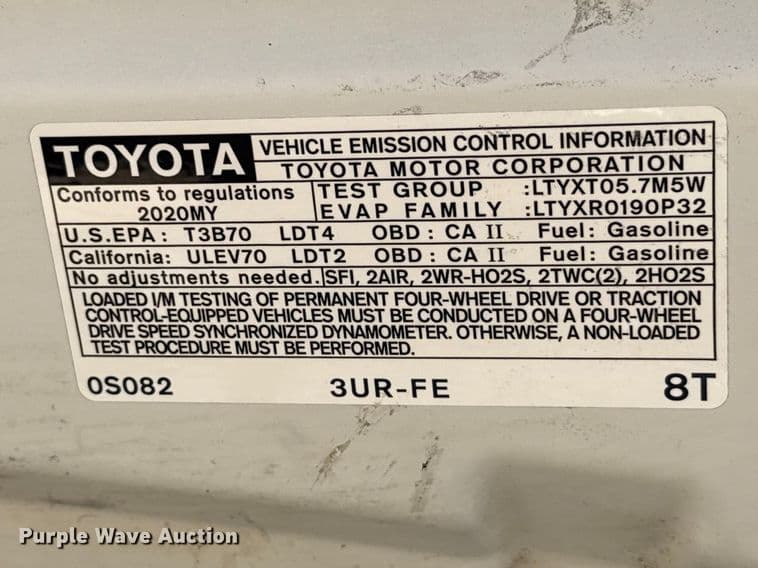 TOYOTA
VEHICLE EMISSION CONTROL INFORMATION
TOYOTA MOTOR CORPORATION
Conforms to regulations
2020MY
TEST GROUP :LTYXT05.7M5W
EVAP FAMILY :LTYXR0190P32
U.S.EPA: T3B70 LDT4 OBD: CA II Fuel: Gasoline
California: ULEV70 LDT2 OBD: CA II Fuel: Gasoline
No adjustments needed. SFI, 2AIR, 2WR-HO2S, 2TWC(2), 2HO2S
LOADED I/M TESTING OF PERMANENT FOUR-WHEEL DRIVE OR TRACTION
CONTROL-EQUIPPED VEHICLES MUST BE CONDUCTED ON A FOUR-WHEEL
DRIVE SPEED SYNCHRONIZED DYNAMOMETER. OTHERWISE, A NON-LOADED
TEST PROCEDURE MUST BE PERFORMED.
0S082 3UR-FE 8T
Purple Wave Auction